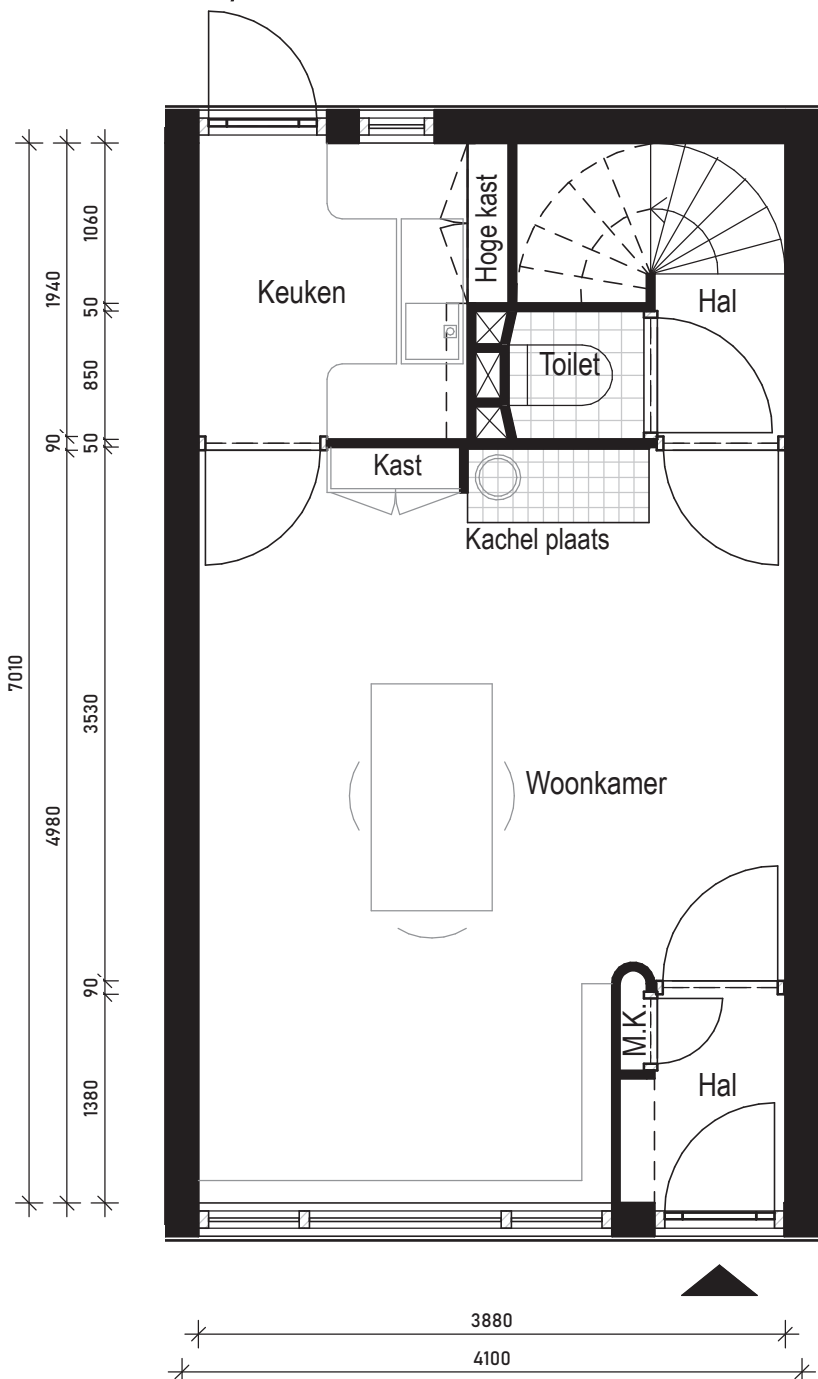 Hoge kast
Keuken
Hal
Toilet
Kast
Kachel plaats
Woonkamer
M.K.
Hal
1060
1940
50
850
90
50
7010
3530
4980
90
1380
3880
4100